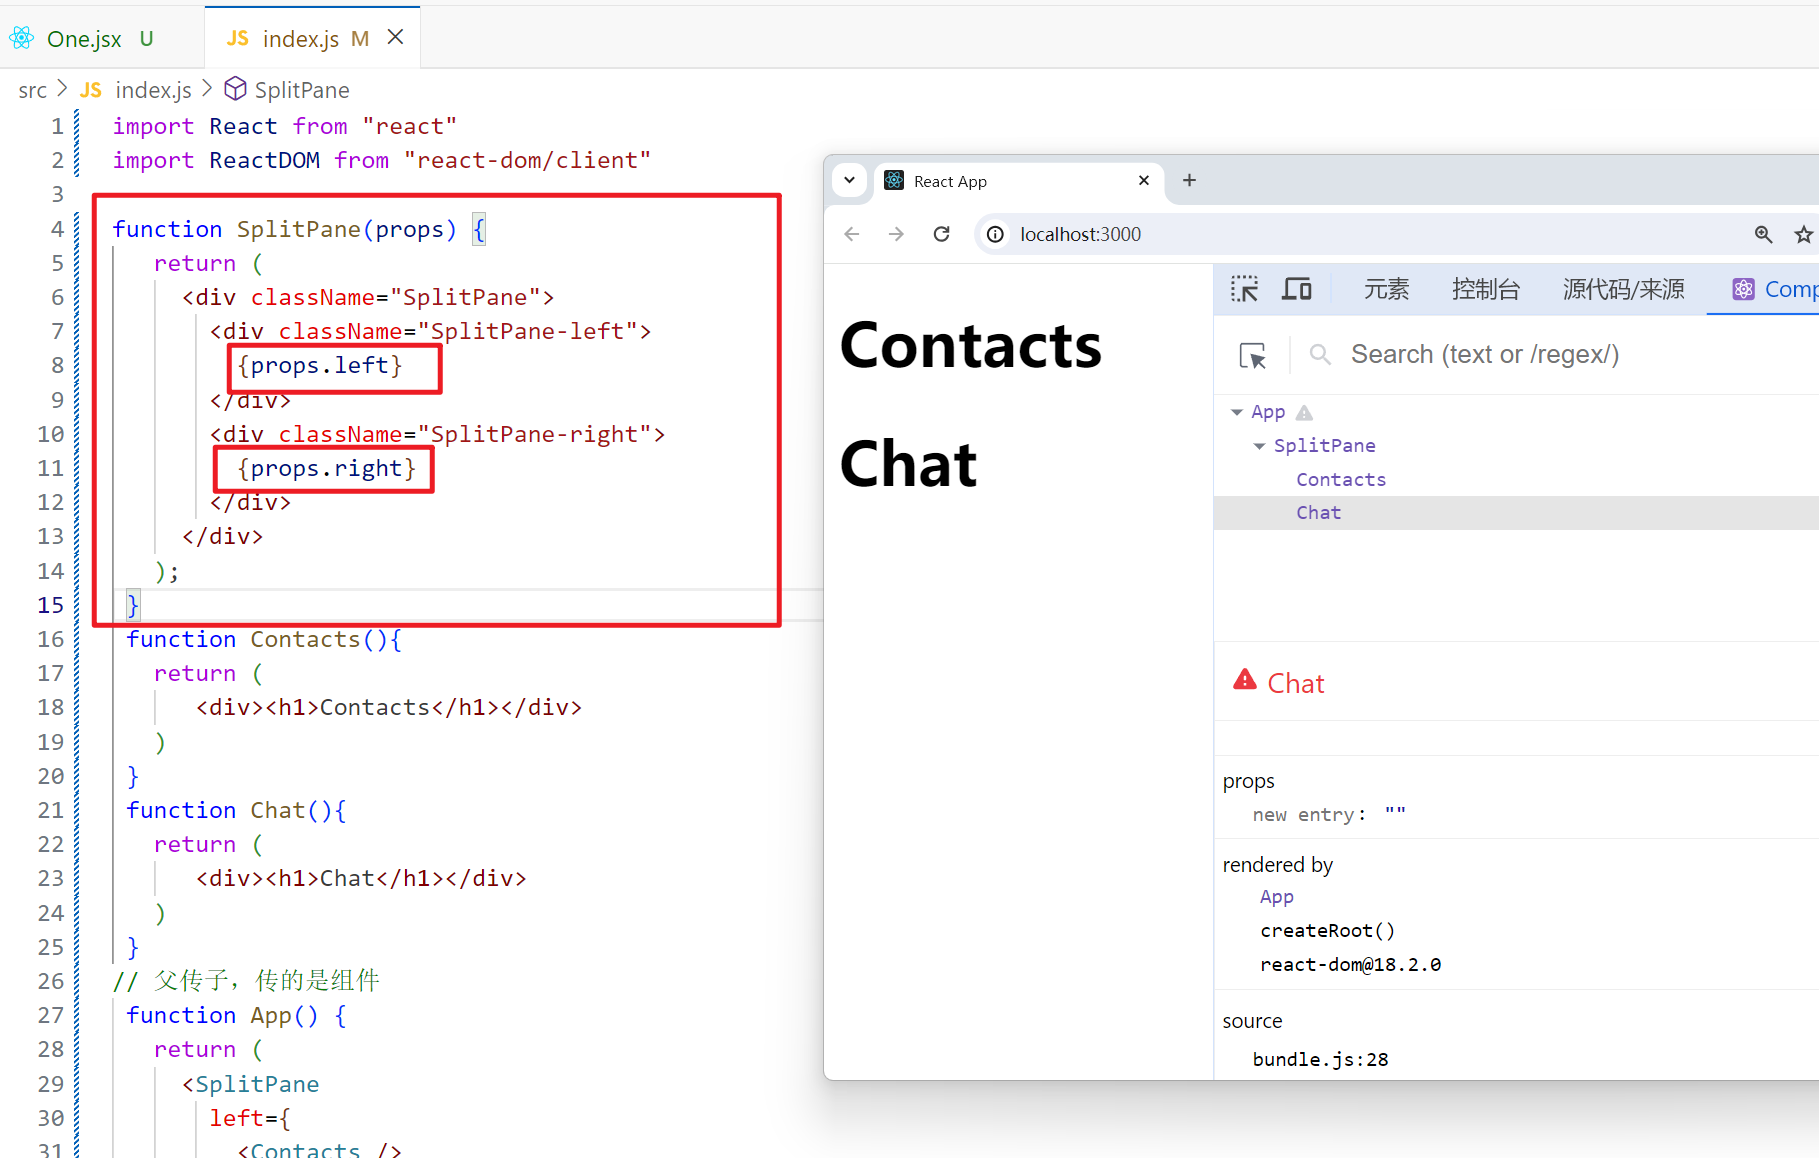 One.jsx U
JS index.js M
src > JS index.js > SplitPane
1 import React from "react"
2 import ReactDOM from "react-dom/client"
3
4 function SplitPane(props) {
5 return (
6 <div className="SplitPane">
7 <div className="SplitPane-left">
8 {props.left}
9 </div>
10 <div className="SplitPane-right">
11 {props.right}
12 </div>
13 </div>
14 );
15 }
16 function Contacts(){
17 return (
18 <div><h1>Contacts</h1></div>
19 )
20 }
21 function Chat(){
22 return (
23 <div><h1>Chat</h1></div>
24 )
25 }
26 // 父传子，传的是组件
27 function App() {
28 return (
29 <SplitPane
30 left={
31 <Contacts />
React App
localhost:3000
Contacts
Chat
元素 控制台 源代码/来源 Comp
Search (text or /regex/)
App
SplitPane
Contacts
Chat
Chat
props
new entry: ""
rendered by
App
createRoot()
react-dom@18.2.0
source
bundle.js:28